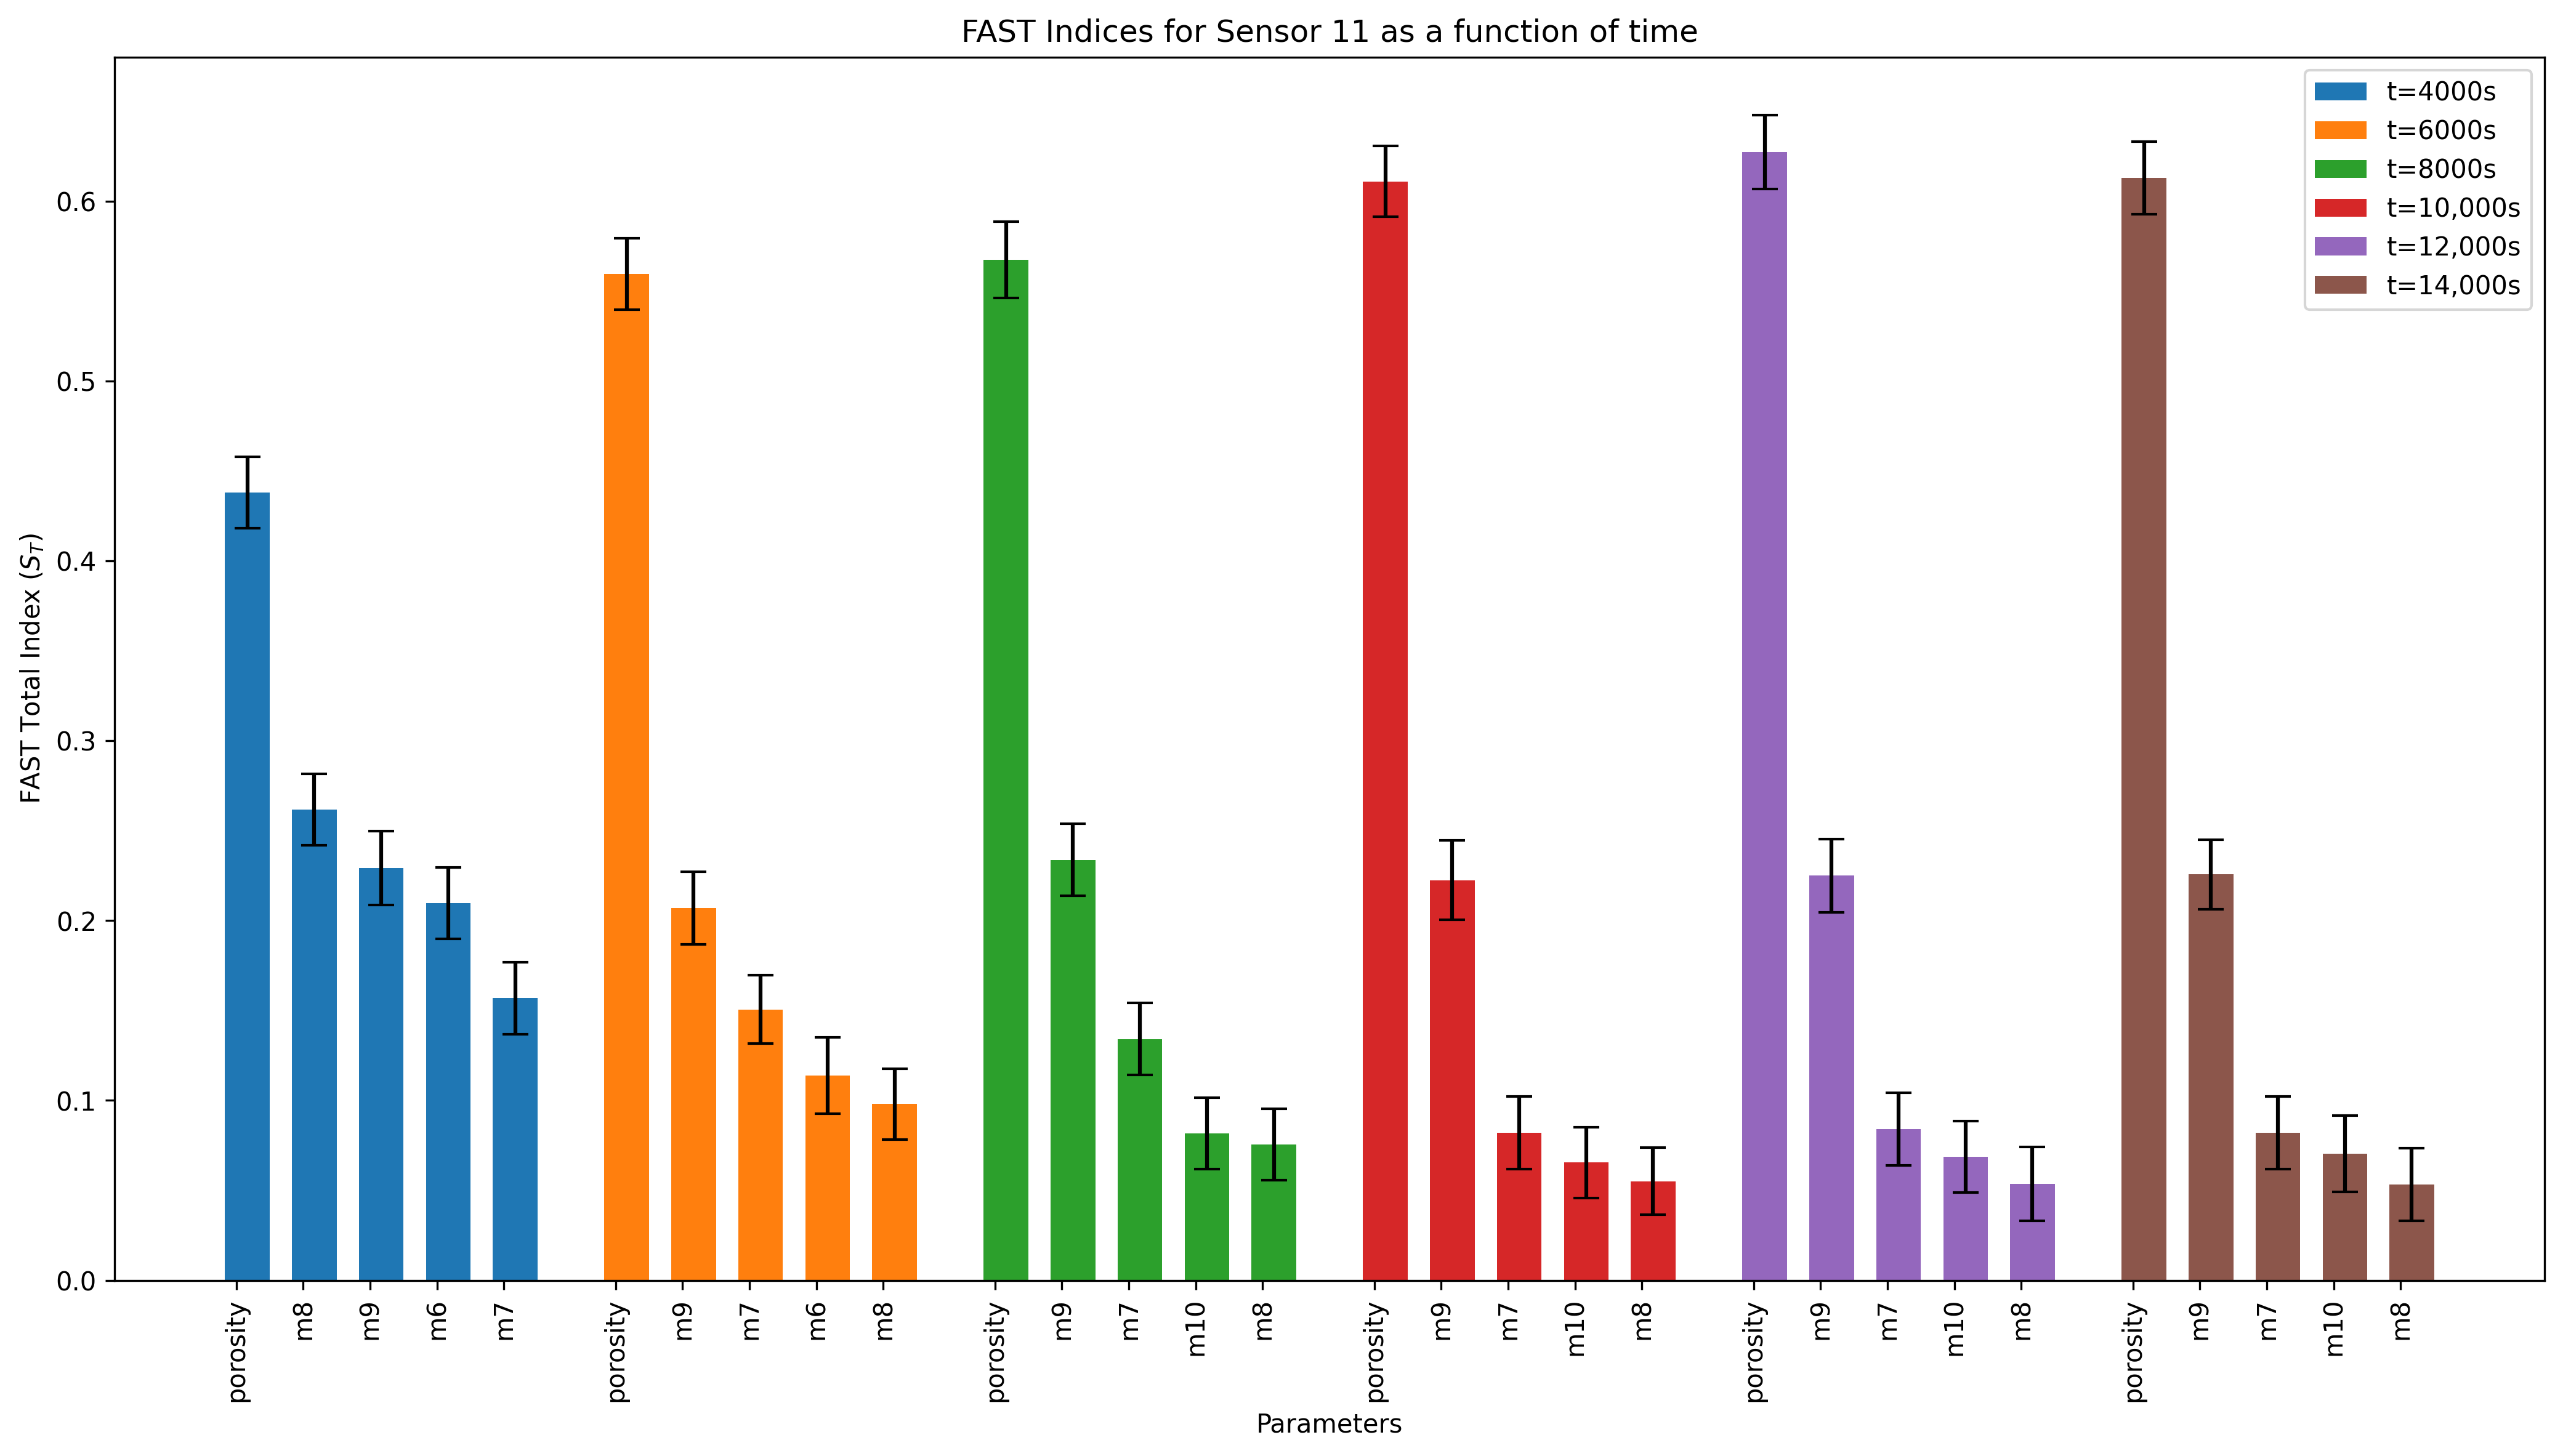 FAST Indices for Sensor 11 as a function of time
t=4000s
t=6000s
t=8000s
t=10,000s
t=12,000s
t=14,000s
FAST Total Index (S_T)
0.6
0.5
0.4
0.3
0.2
0.1
0.0
porosity m8 m9 m6 m7 porosity m9 m7 m6 m8 porosity m9 m7 m10 m8 porosity m9 m7 m10 m8 porosity m9 m7 m10 m8 porosity m9 m7 m10 m8
Parameters